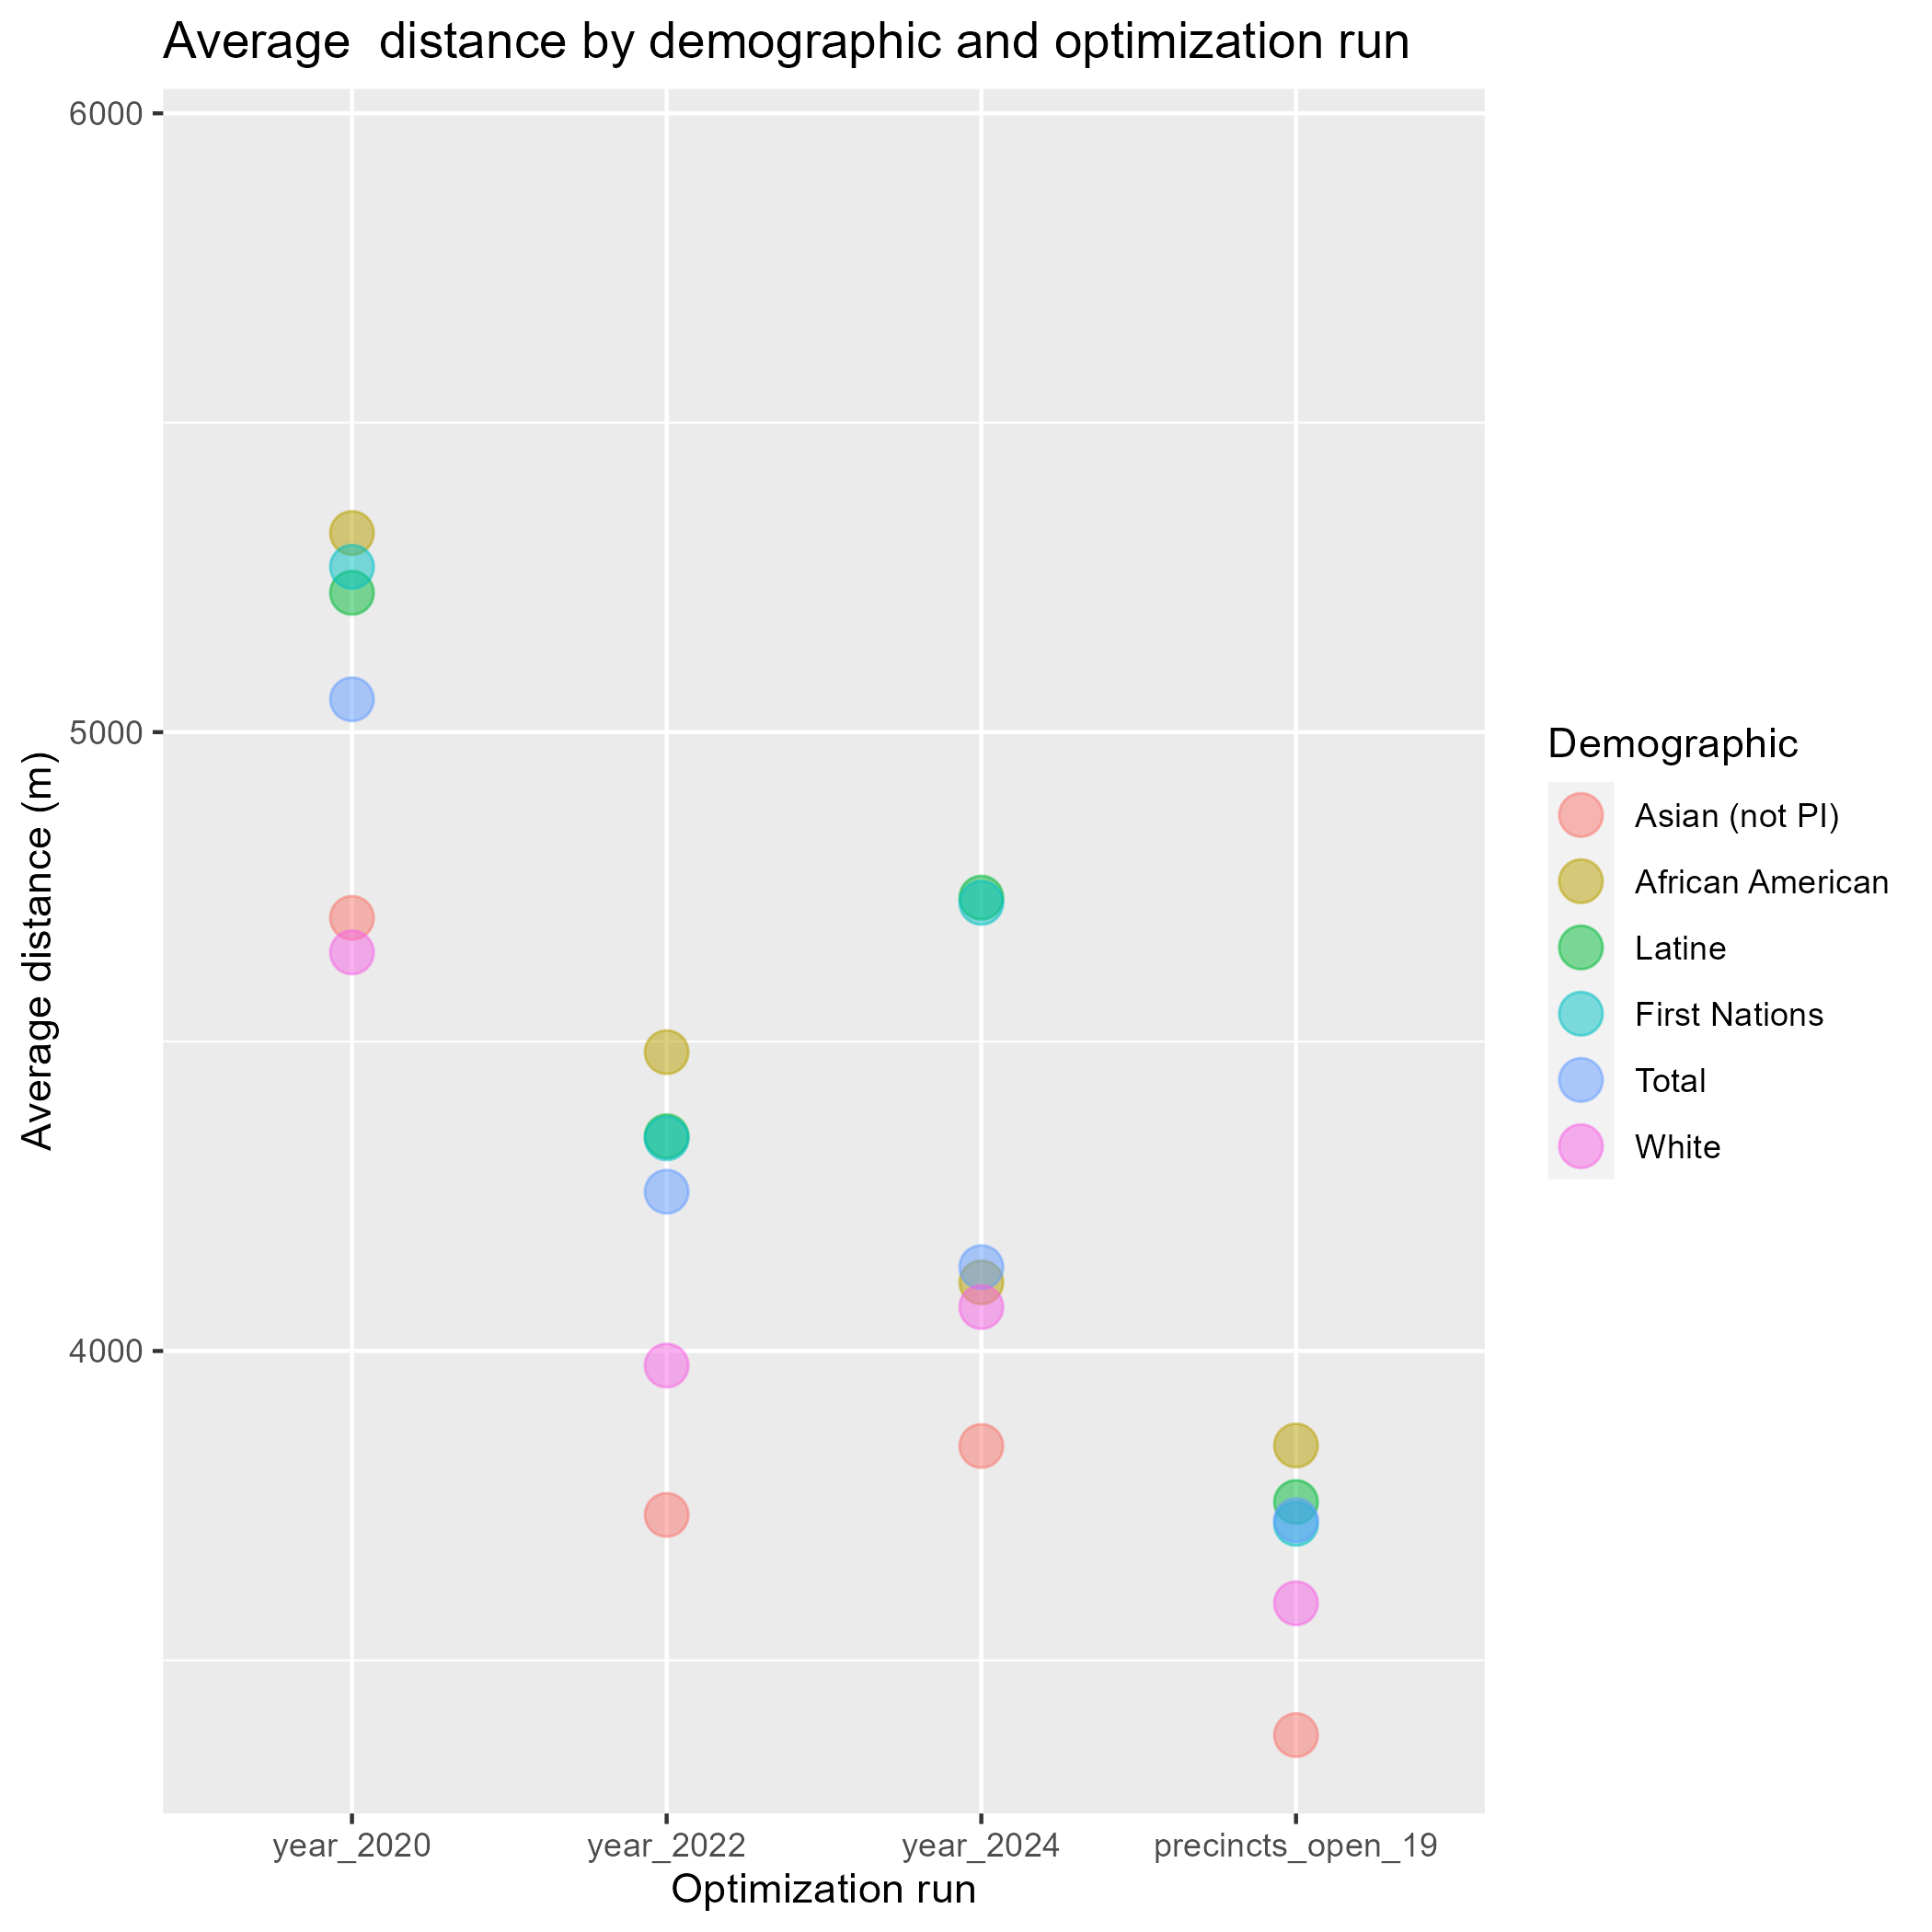 Average  distance by demographic and optimization run
6000
5000
4000
Average distance (m)
year_2020
year_2022
year_2024
precincts_open_19
Optimization run
Demographic
Asian (not PI)
African American
Latine
First Nations
Total
White